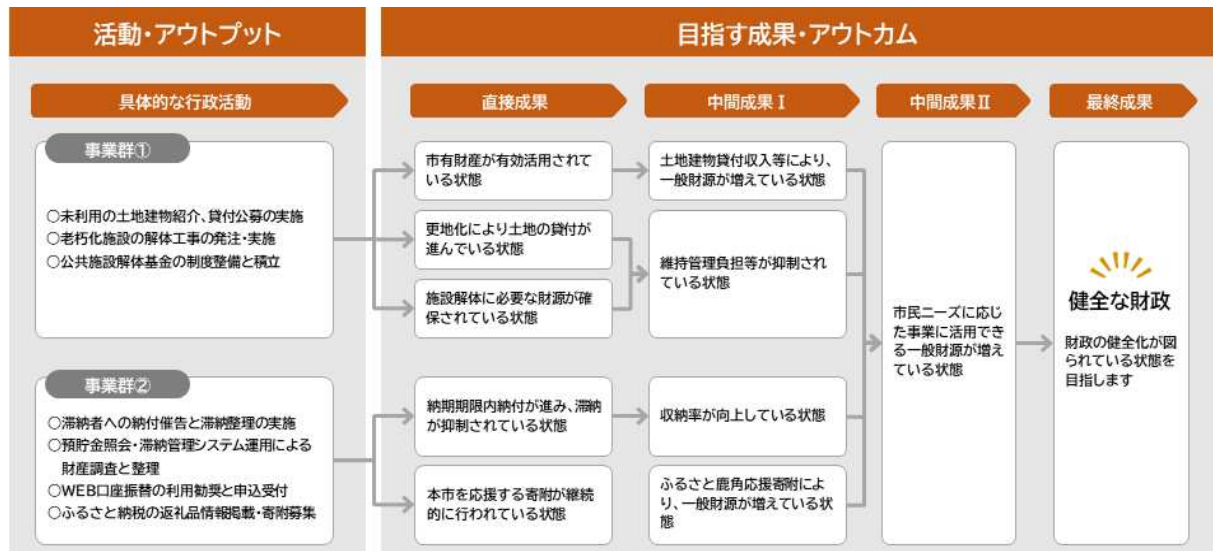 活動・アウトプット
目指す成果・アウトカム
具体的な行政活動
直接成果
中間成果Ⅰ
中間成果Ⅱ
最終成果
事業群①
○未利用の土地建物紹介、貸付公募の実施
○老朽化施設の解体工事の発注・実施
○公共施設解体基金の制度整備と積立
市有財産が有効活用されて
いる状態
更地化により土地の貸付が
進んでいる状態
施設解体に必要な財源が確
保されている状態
土地建物貸付収入等により、
一般財源が増えている状態
維持管理負担等が抑制され
ている状態
事業群②
○滞納者への納付催告と滞納整理の実施
○預貯金照会・滞納管理システム運用による
財産調査と整理
○WEB口座振替の利用勧奨と申込受付
○ふるさと納税の返礼品情報掲載・寄附募集
納期期限内納付が進み、滞納
が抑制されている状態
本市を応援する寄附が継続
的に行われている状態
収納率が向上している状態
ふるさと鹿角応援寄附によ
り、一般財源が増えている状
態
市民ニーズに応じ
た事業に活用でき
る一般財源が増え
ている状態
健全な財政
財政の健全化が図
られている状態を
目指します